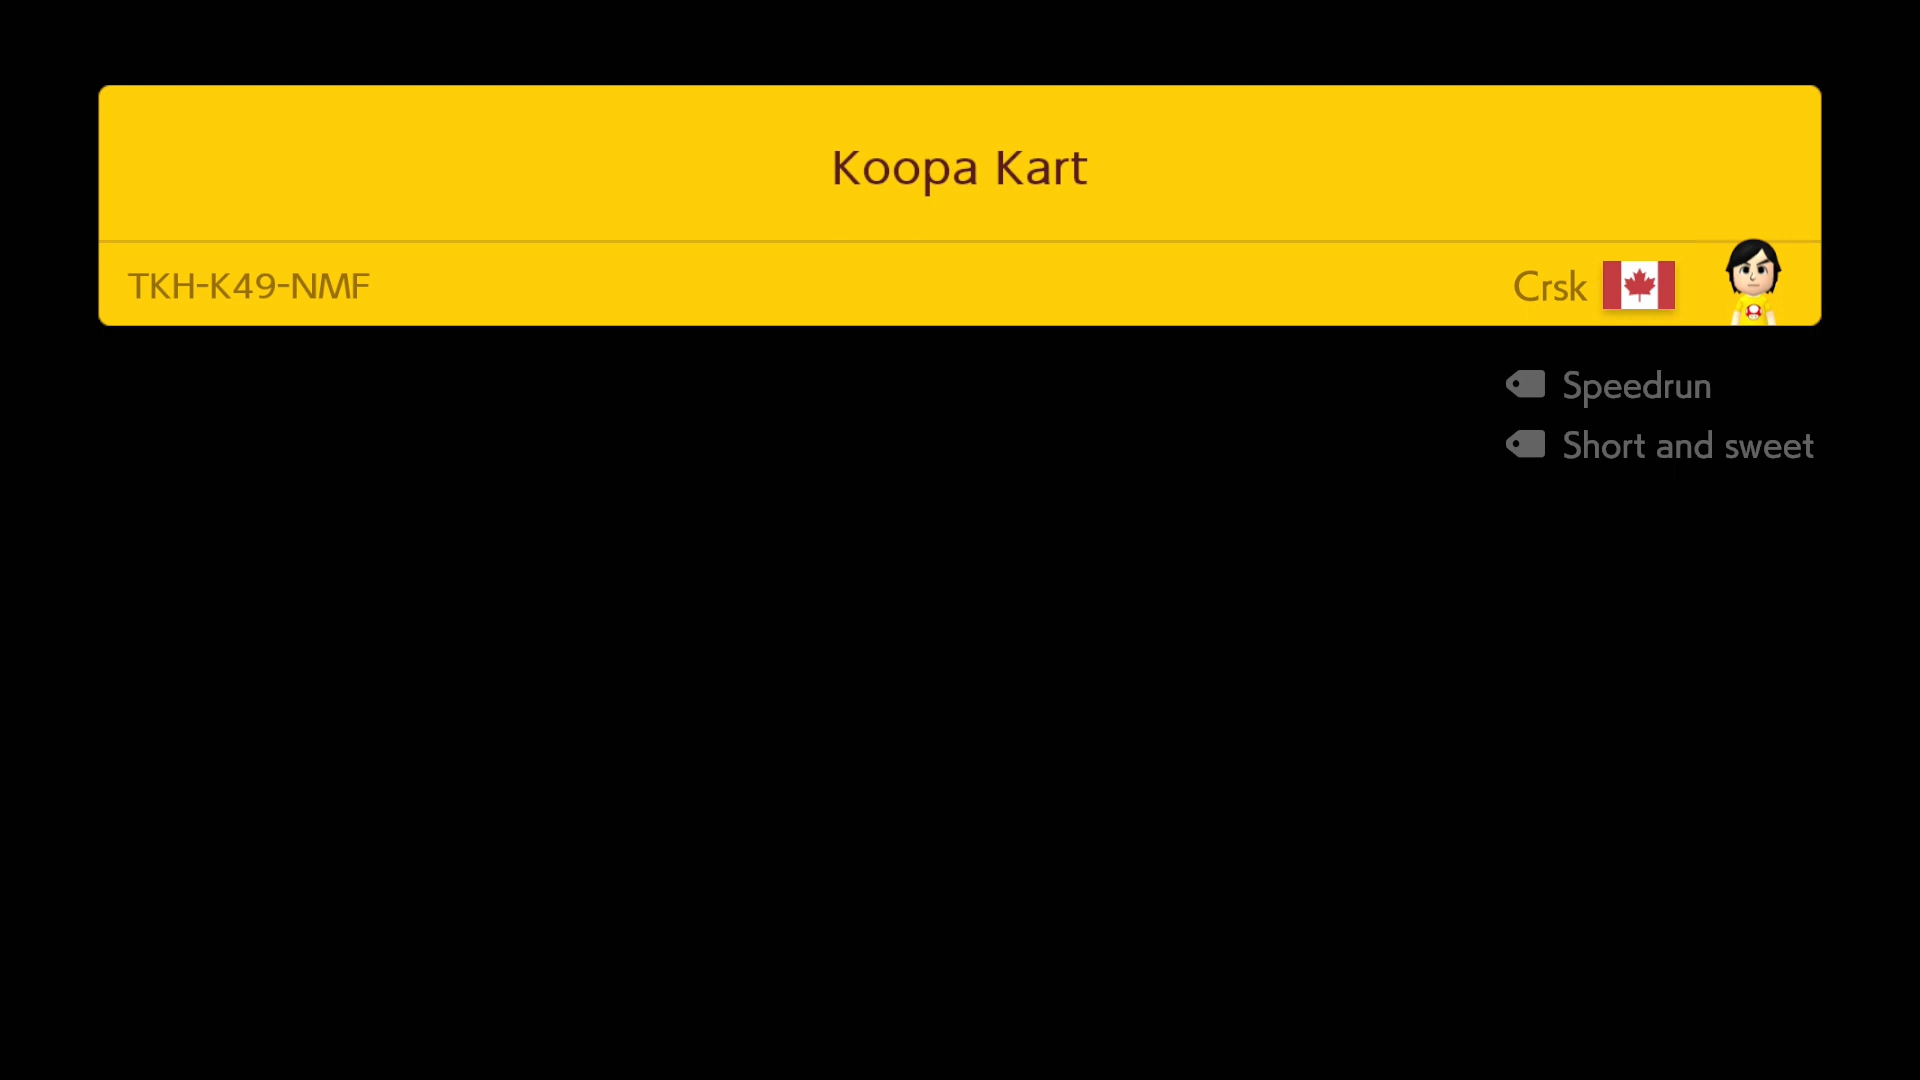 Koopa Kart
TKH-K49-NMF
Crsk
Speedrun
Short and sweet